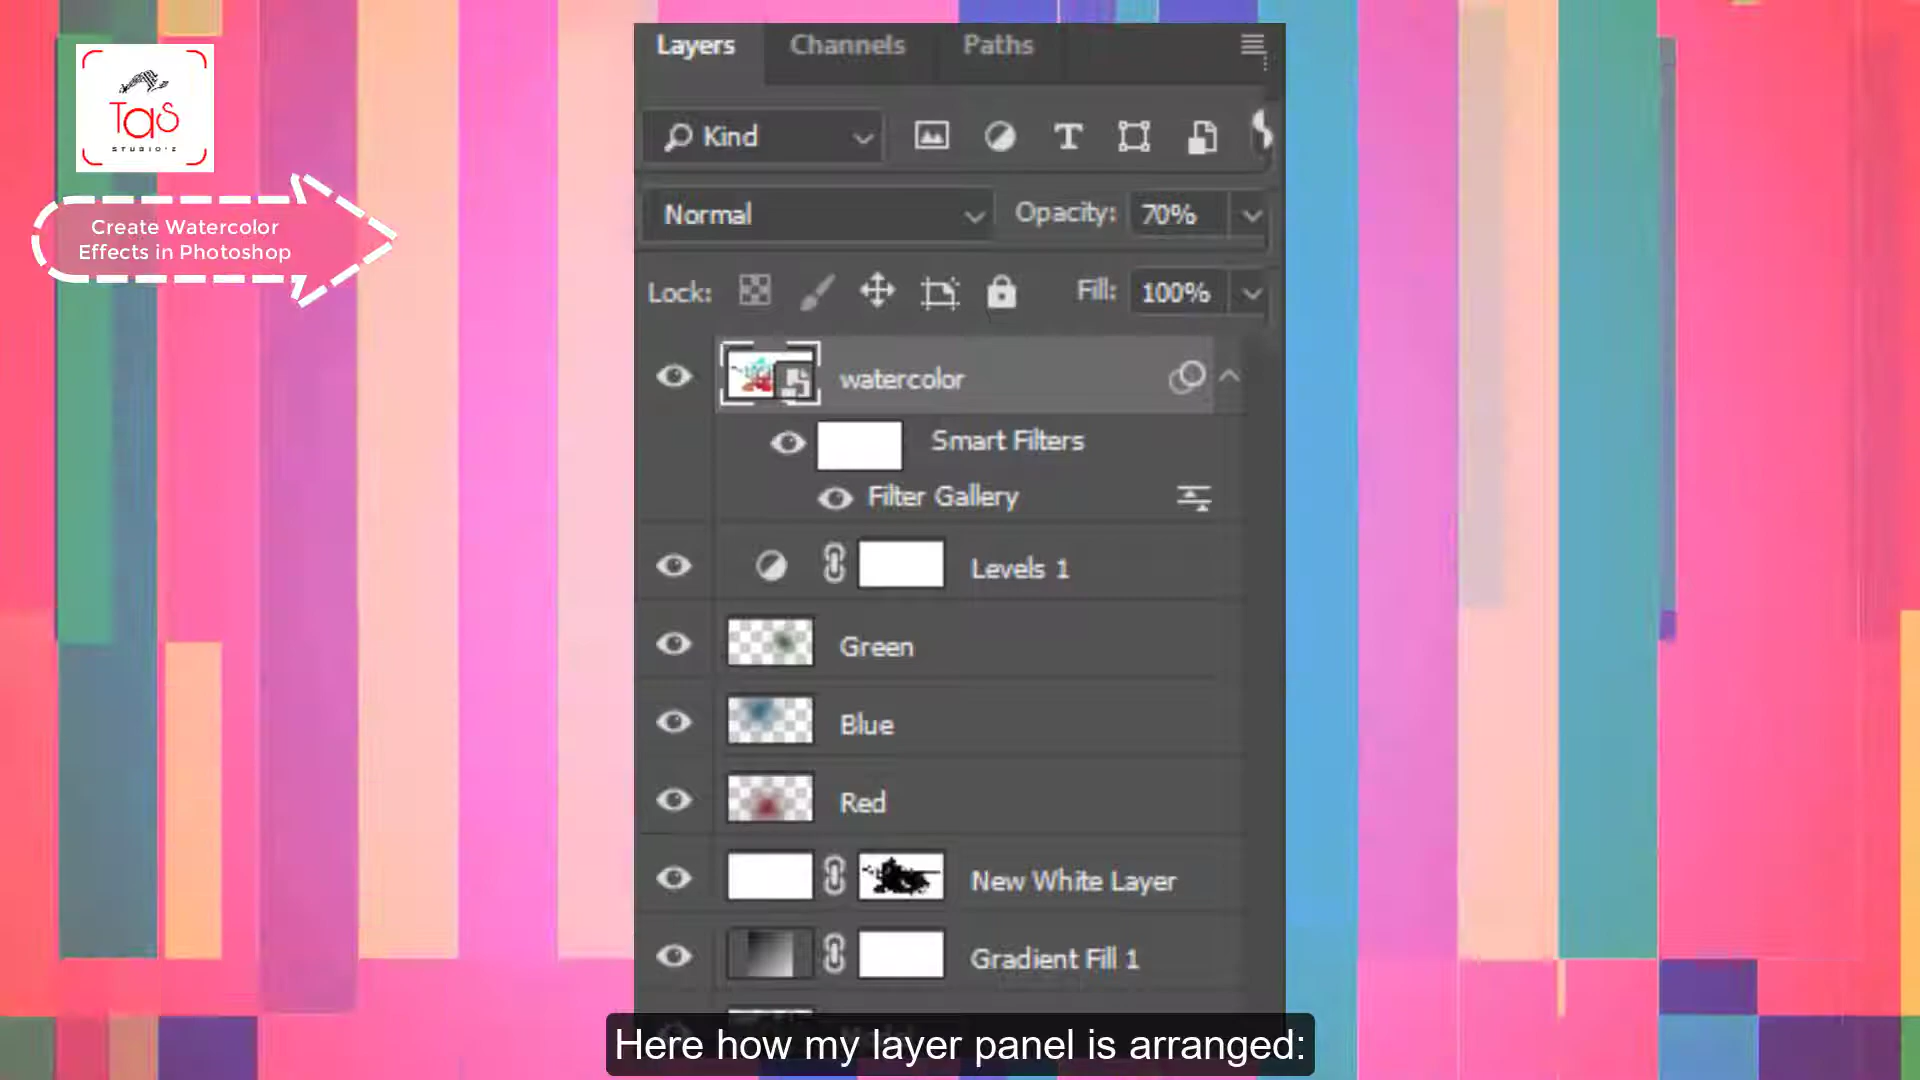 TaS
STUDIO'Z
Create Watercolor
Effects in Photoshop
Layers Channels Paths
Kind
Normal Opacity: 70%
Lock: Fill: 100%
watercolor
Smart Filters
Filter Gallery
Levels 1
Green
Blue
Red
New White Layer
Gradient Fill 1
Here how my layer panel is arranged: